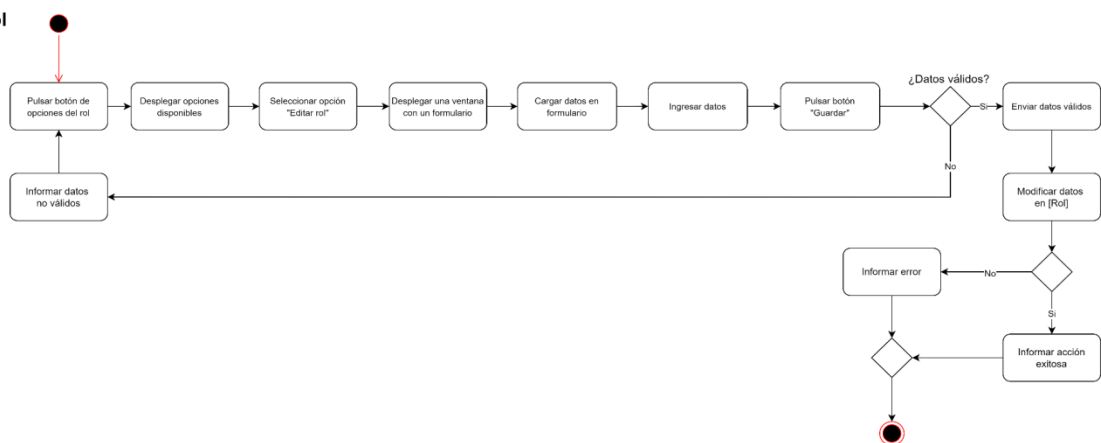 ¿Datos válidos?
Pulsar botón de
opciones del rol
Desplegar opciones
disponibles
Seleccionar opción
"Editar rol"
Desplegar una ventana
con un formulario
Cargar datos en
formulario
Ingresar datos
Pulsar botón
"Guardar"
Si
Enviar datos válidos
No
Informar datos
no válidos
Modificar datos
en [Rol]
Informar error
No
Si
Informar acción
exitosa